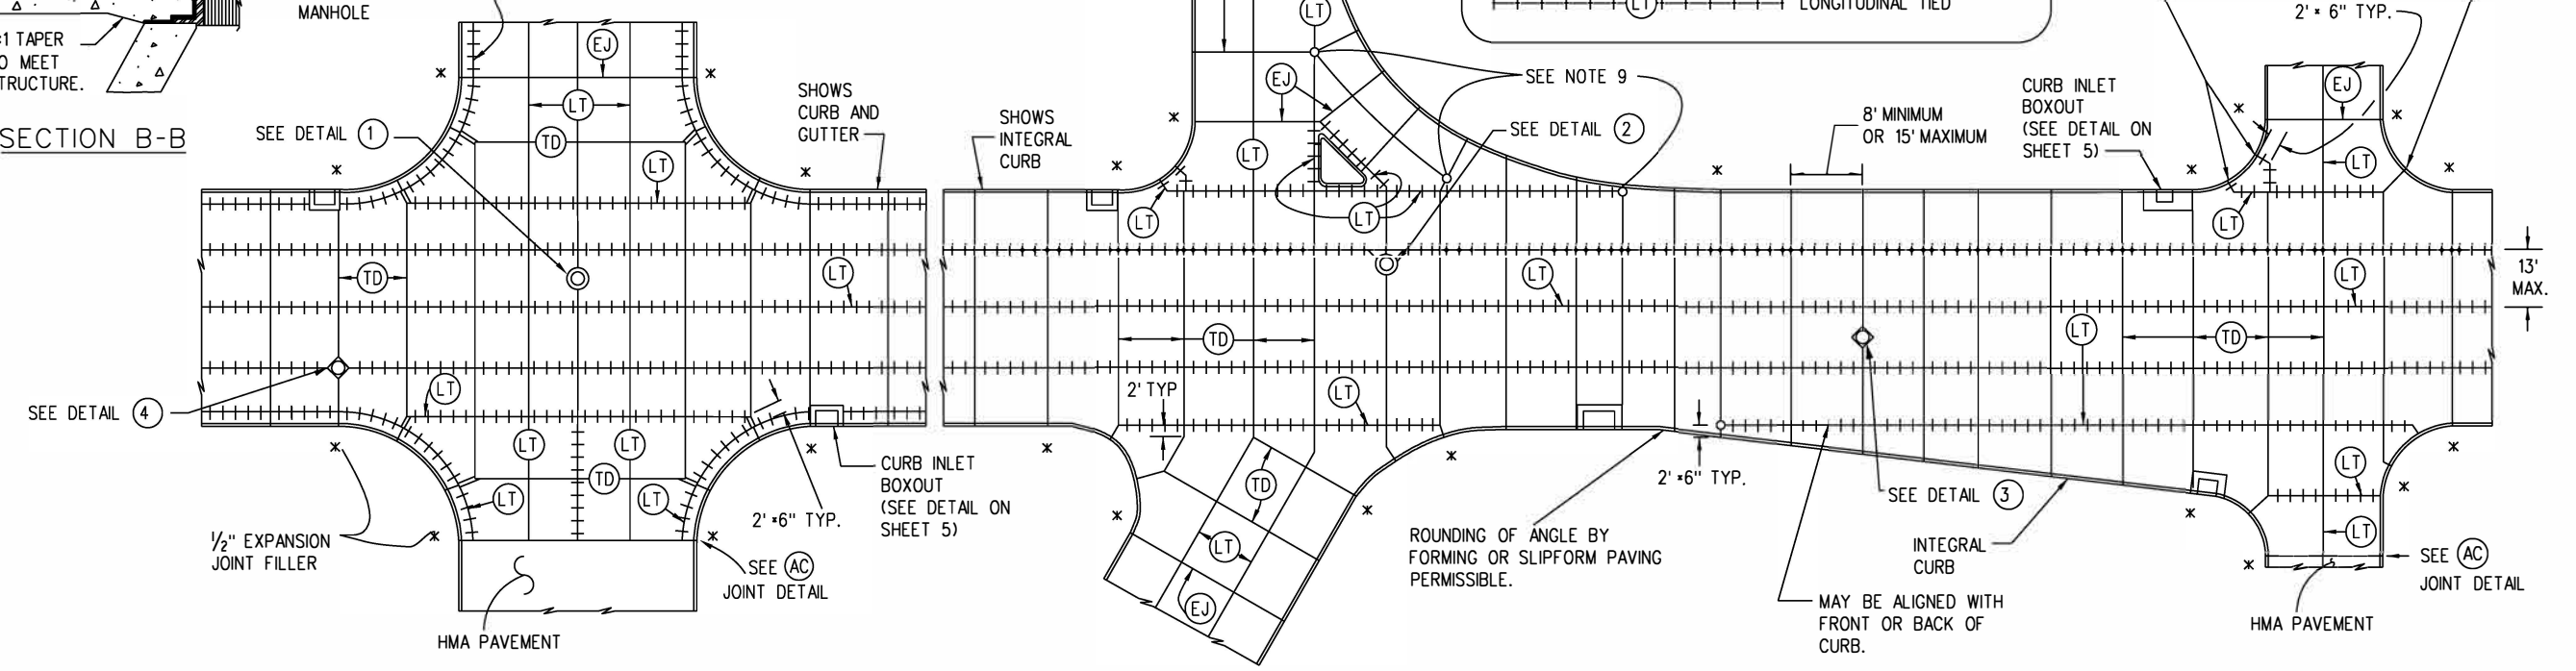 MANHOLE
:1 TAPER
O MEET
TRUCTURE.
SECTION B-B
SEE DETAIL 1
EJ
LT
TD
LT
SHOWS
CURB AND
GUTTER
TD
LT
SEE DETAIL 4
LT
LT
LT
TD
LT
LT
2' *6" TYP.
CURB INLET
BOXOUT
(SEE DETAIL ON
SHEET 5)
1/2" EXPANSION
JOINT FILLER
SEE AC
JOINT DETAIL
HMA PAVEMENT
SHOWS
INTEGRAL
CURB
LT
LT
LONGITUDINAL TIED
EJ
SEE NOTE 9
SEE DETAIL 2
LT
LT
LT
LT
TD
2' TYP
LT
TD
LT
EJ
8' MINIMUM
OR 15' MAXIMUM
2' *6" TYP.
SEE DETAIL 3
ROUNDING OF ANGLE BY
FORMING OR SLIPFORM PAVING
PERMISSIBLE.
INTEGRAL
CURB
MAY BE ALIGNED WITH
FRONT OR BACK OF
CURB.
CURB INLET
BOXOUT
(SEE DETAIL ON
SHEET 5)
2' * 6" TYP.
EJ
LT
LT
LT
13'
MAX.
LT
TD
LT
LT
SEE AC
JOINT DETAIL
HMA PAVEMENT